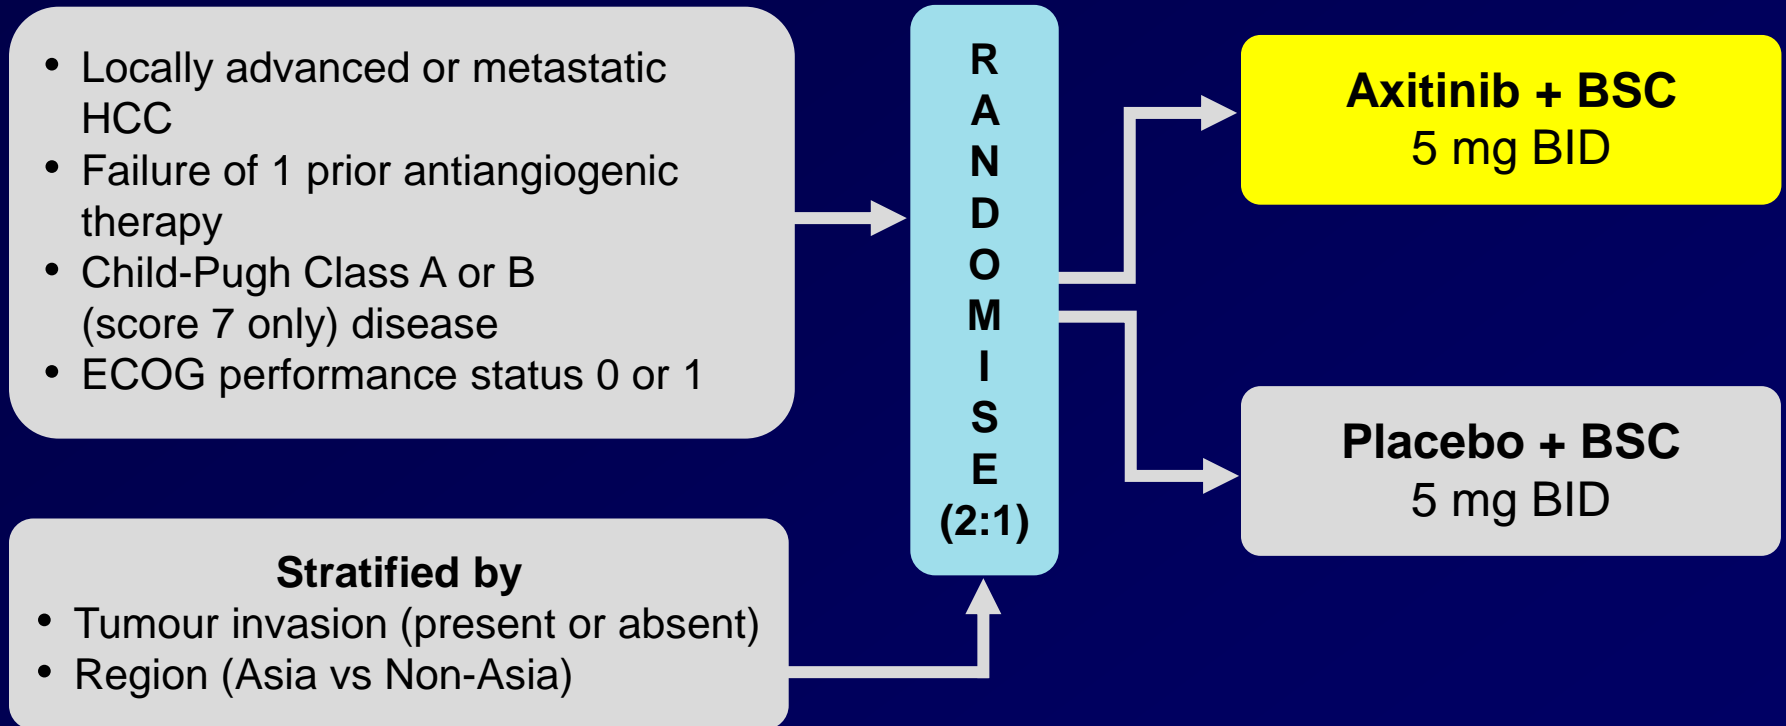 • Locally advanced or metastatic
HCC
• Failure of 1 prior antiangiogenic
therapy
• Child-Pugh Class A or B
(score 7 only) disease
• ECOG performance status 0 or 1
Stratified by
• Tumour invasion (present or absent)
• Region (Asia vs Non-Asia)
R
A
N
D
O
M
I
S
E
(2:1)
Axitinib + BSC
5 mg BID
Placebo + BSC
5 mg BID